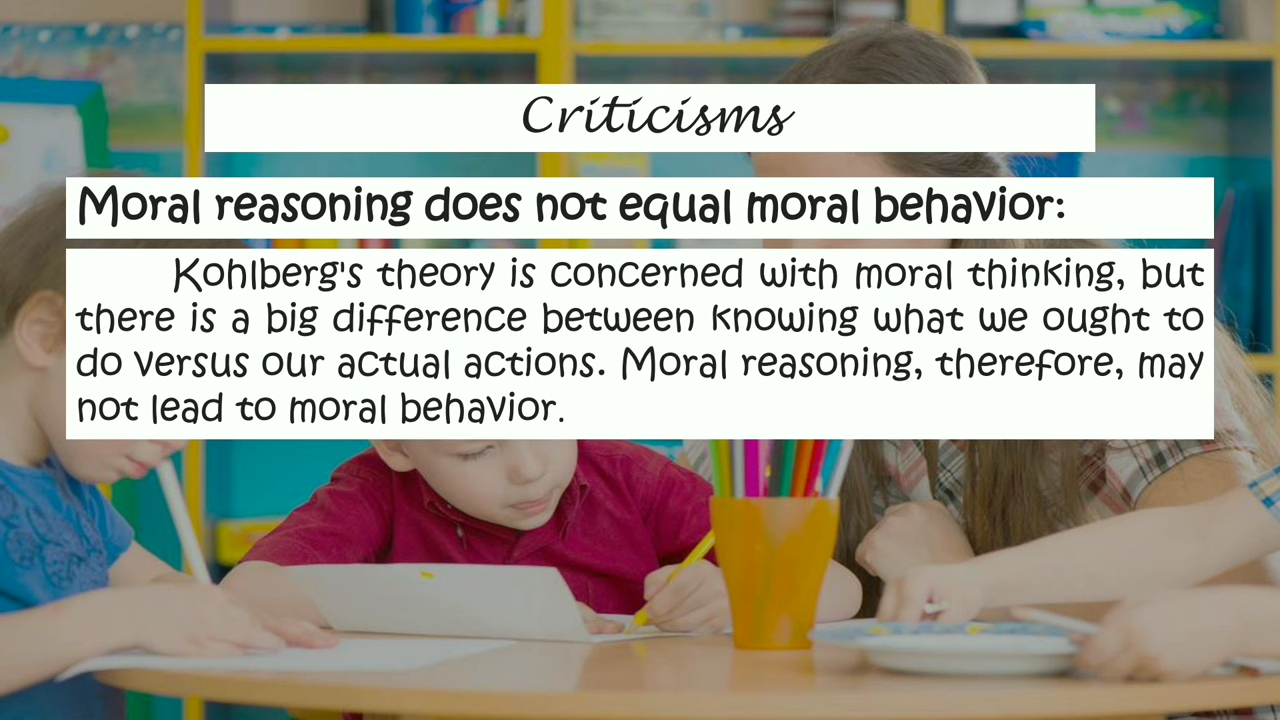 Criticisms
Moral reasoning does not equal moral behavior:
Kohlberg's theory is concerned with moral thinking, but
there is a big difference between knowing what we ought to
do versus our actual actions. Moral reasoning, therefore, may
not lead to moral behavior.